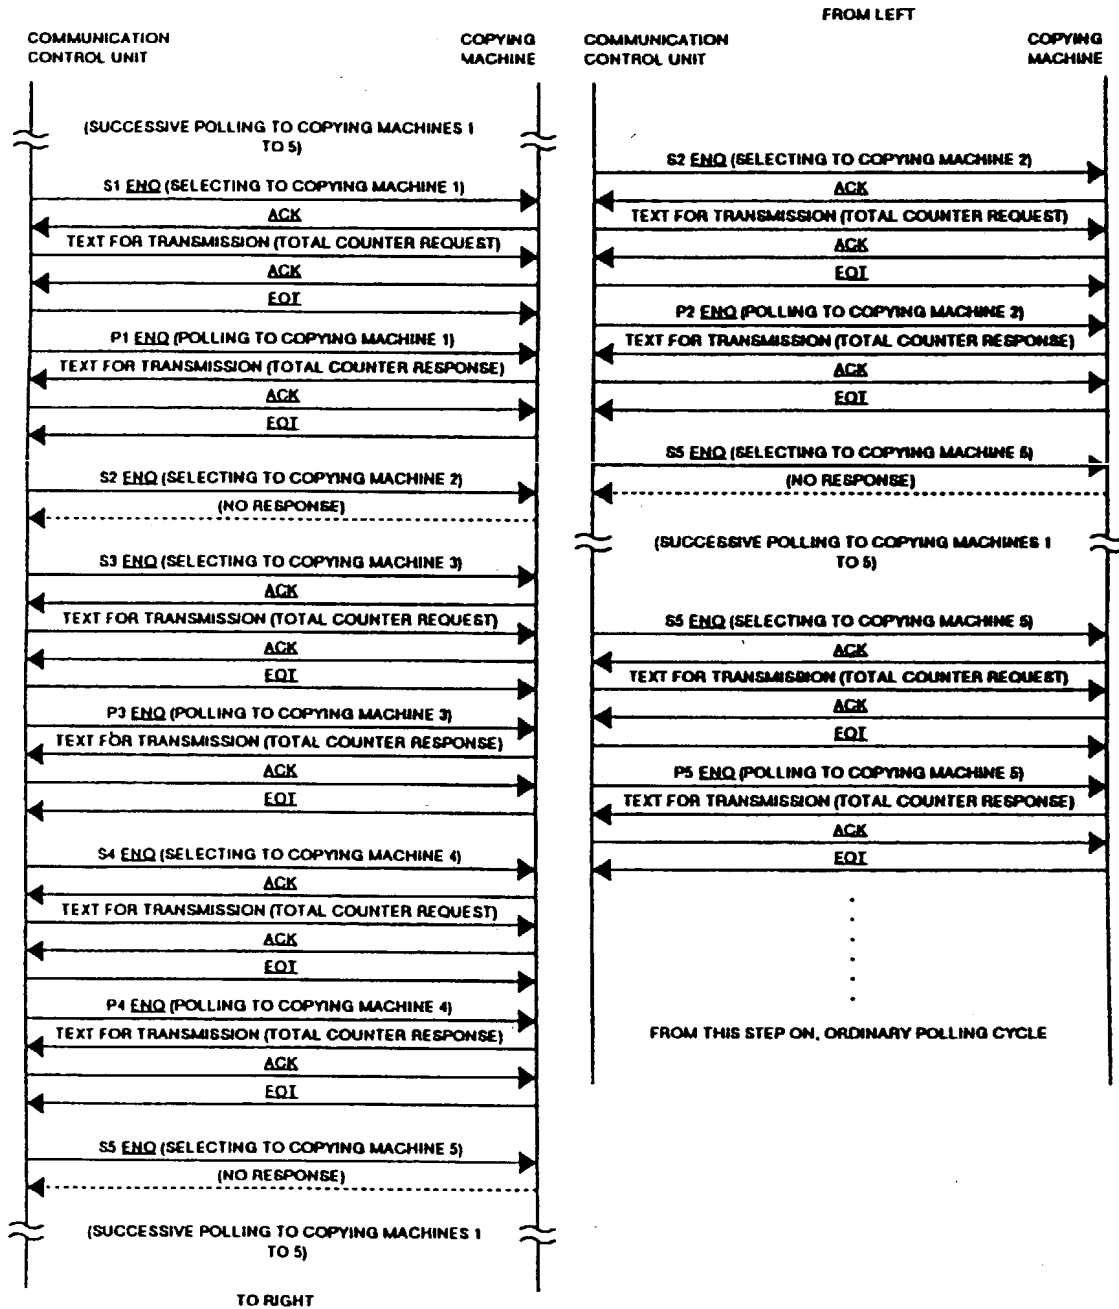 COMMUNICATION
CONTROL UNIT
COPYING
MACHINE
(SUCCESSIVE POLLING TO COPYING MACHINES 1
TO 5)
S1 ENQ (SELECTING TO COPYING MACHINE 1)
ACK
TEXT FOR TRANSMISSION (TOTAL COUNTER REQUEST)
ACK
EOT
P1 ENQ (POLLING TO COPYING MACHINE 1)
TEXT FOR TRANSMISSION (TOTAL COUNTER RESPONSE)
ACK
EOT
S2 ENQ (SELECTING TO COPYING MACHINE 2)
(NO RESPONSE)
S3 ENQ (SELECTING TO COPYING MACHINE 3)
ACK
TEXT FOR TRANSMISSION (TOTAL COUNTER REQUEST)
ACK
EOT
P3 ENQ (POLLING TO COPYING MACHINE 3)
TEXT FOR TRANSMISSION (TOTAL COUNTER RESPONSE)
ACK
EOT
S4 ENQ (SELECTING TO COPYING MACHINE 4)
ACK
TEXT FOR TRANSMISSION (TOTAL COUNTER REQUEST)
ACK
EOT
P4 ENQ (POLLING TO COPYING MACHINE 4)
TEXT FOR TRANSMISSION (TOTAL COUNTER RESPONSE)
ACK
EOT
S5 ENQ (SELECTING TO COPYING MACHINE 5)
(NO RESPONSE)
(SUCCESSIVE POLLING TO COPYING MACHINES 1
TO 5)
TO RIGHT
FROM LEFT
COMMUNICATION
CONTROL UNIT
COPYING
MACHINE
S2 ENQ (SELECTING TO COPYING MACHINE 2)
ACK
TEXT FOR TRANSMISSION (TOTAL COUNTER REQUEST)
ACK
EOT
P2 ENQ (POLLING TO COPYING MACHINE 2)
TEXT FOR TRANSMISSION (TOTAL COUNTER RESPONSE)
ACK
EOT
S5 ENQ (SELECTING TO COPYING MACHINE 5)
(NO RESPONSE)
(SUCCESSIVE POLLING TO COPYING MACHINES 1
TO 5)
S5 ENQ (SELECTING TO COPYING MACHINE 5)
ACK
TEXT FOR TRANSMISSION (TOTAL COUNTER REQUEST)
ACK
EOT
P5 ENQ (POLLING TO COPYING MACHINE 5)
TEXT FOR TRANSMISSION (TOTAL COUNTER RESPONSE)
ACK
EOT
FROM THIS STEP ON, ORDINARY POLLING CYCLE